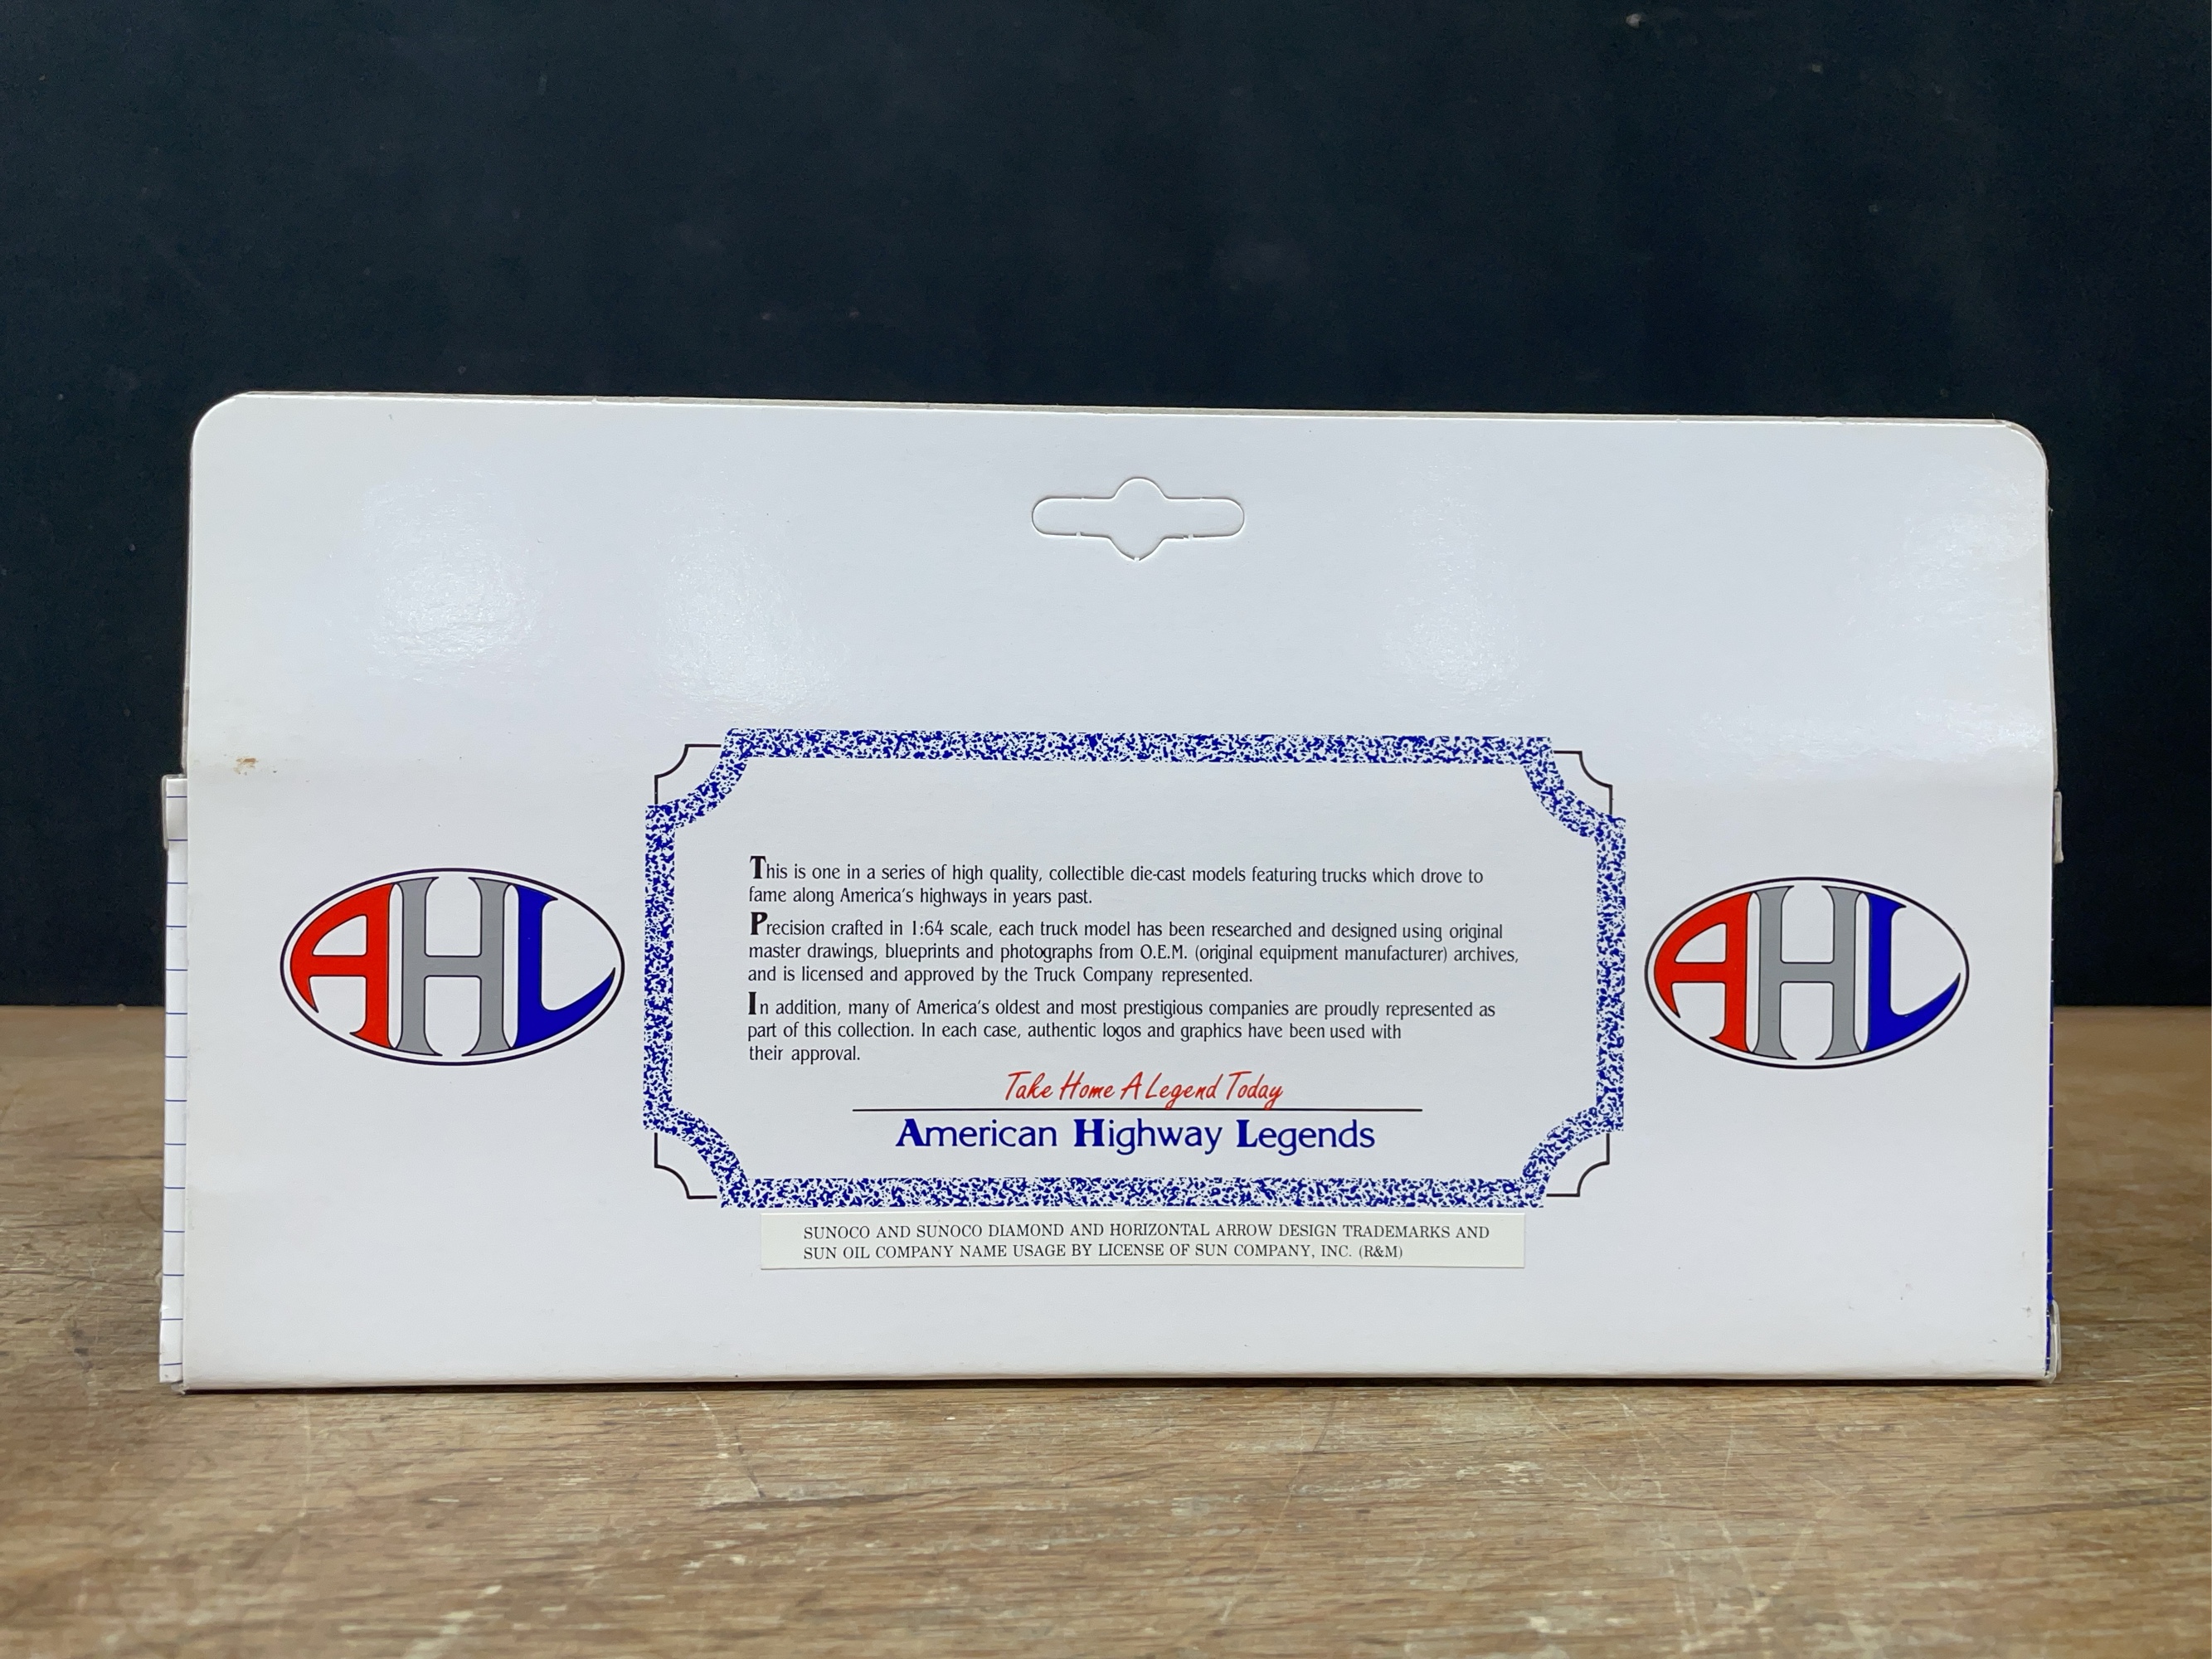 This is one in a series of high quality, collectible die-cast models featuring trucks which drove to
fame along America's highways in years past.
Precision crafted in 1:64 scale, each truck model has been researched and designed using original
master drawings, blueprints and photographs from O.E.M. (original equipment manufacturer) archives,
and is licensed and approved by the Truck Company represented.
In addition, many of America's oldest and most prestigious companies are proudly represented as
part of this collection. In each case, authentic logos and graphics have been used with
their approval.
AHL
AHL
Take Home A Legend Today
American Highway Legends
SUNOCO AND SUNOCO DIAMOND AND HORIZONTAL ARROW DESIGN TRADEMARKS AND
SUN OIL COMPANY NAME USAGE BY LICENSE OF SUN COMPANY, INC. (R&M)